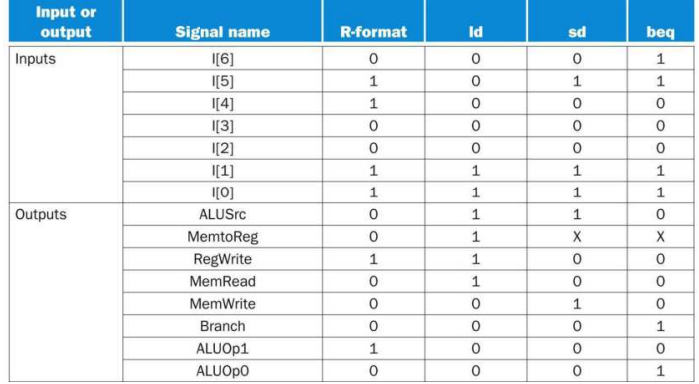 Input or output Signal name R-format ld sd beq
Inputs I[6] 0 0 0 1
I[5] 1 0 1 1
I[4] 1 0 0 0
I[3] 0 0 0 0
I[2] 0 0 0 0
I[1] 1 1 1 1
I[0] 1 1 1 1
Outputs ALUSrc 0 1 1 0
MemtoReg 0 1 X X
RegWrite 1 1 0 0
MemRead 0 1 0 0
MemWrite 0 0 1 0
Branch 0 0 0 1
ALUOp1 1 0 0 0
ALUOp0 0 0 0 1